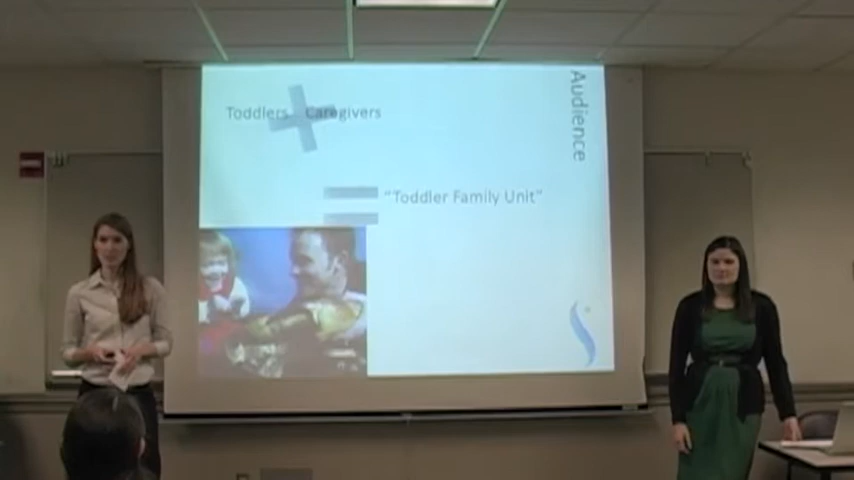 Toddlers + Caregivers
= "Toddler Family Unit"
Audience